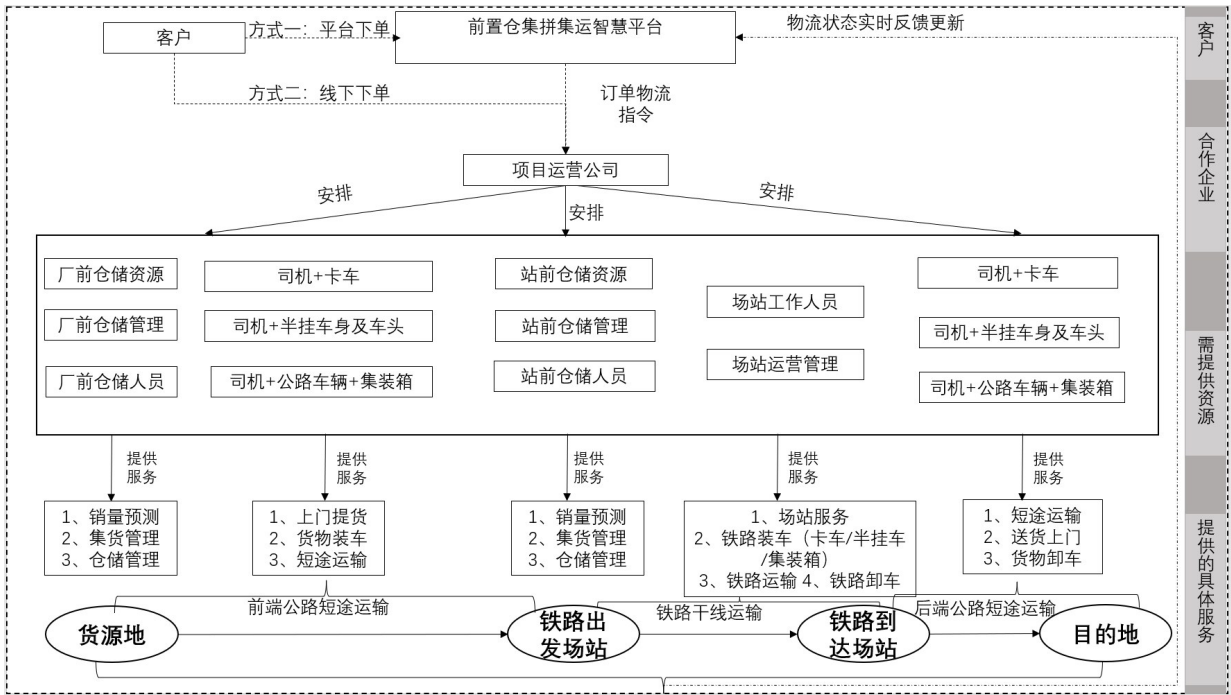 客户
方式一：平台下单
前置仓集拼集运智慧平台
物流状态实时反馈更新
方式二：线下下单
订单物流
指令
项目运营公司
安排
安排
安排
厂前仓储资源
厂前仓储管理
厂前仓储人员
司机+卡车
司机+半挂车身及车头
司机+公路车辆+集装箱
站前仓储资源
站前仓储管理
站前仓储人员
场站工作人员
场站运营管理
司机+卡车
司机+半挂车身及车头
司机+公路车辆+集装箱
提供
服务
提供
服务
提供
服务
提供
服务
提供
服务
1、销量预测
2、集货管理
3、仓储管理
1、上门提货
2、货物装车
3、短途运输
1、销量预测
2、集货管理
3、仓储管理
1、场站服务
2、铁路装车（卡车/半挂车
/集装箱）
3、铁路运输 4、铁路卸车
1、短途运输
2、送货上门
3、货物卸车
前端公路短途运输
铁路干线运输
后端公路短途运输
货源地
铁路出
发场站
铁路到
达场站
目的地
客户
合作企业
需提供资源
提供的具体服务